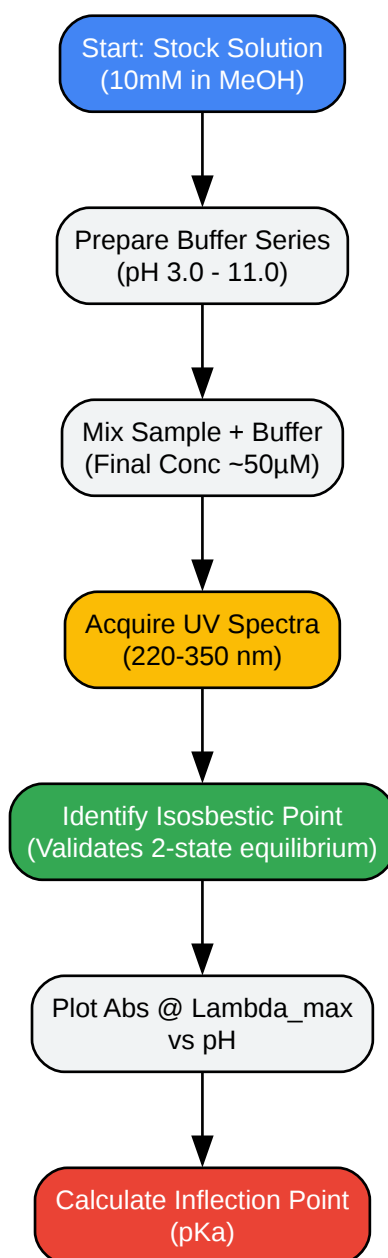 Start: Stock Solution
(10mM in MeOH)
Prepare Buffer Series
(pH 3.0 - 11.0)
Mix Sample + Buffer
(Final Conc ~50µM)
Acquire UV Spectra
(220-350 nm)
Identify Isosbestic Point
(Validates 2-state equilibrium)
Plot Abs @ Lambda_max
vs pH
Calculate Inflection Point
(pKa)